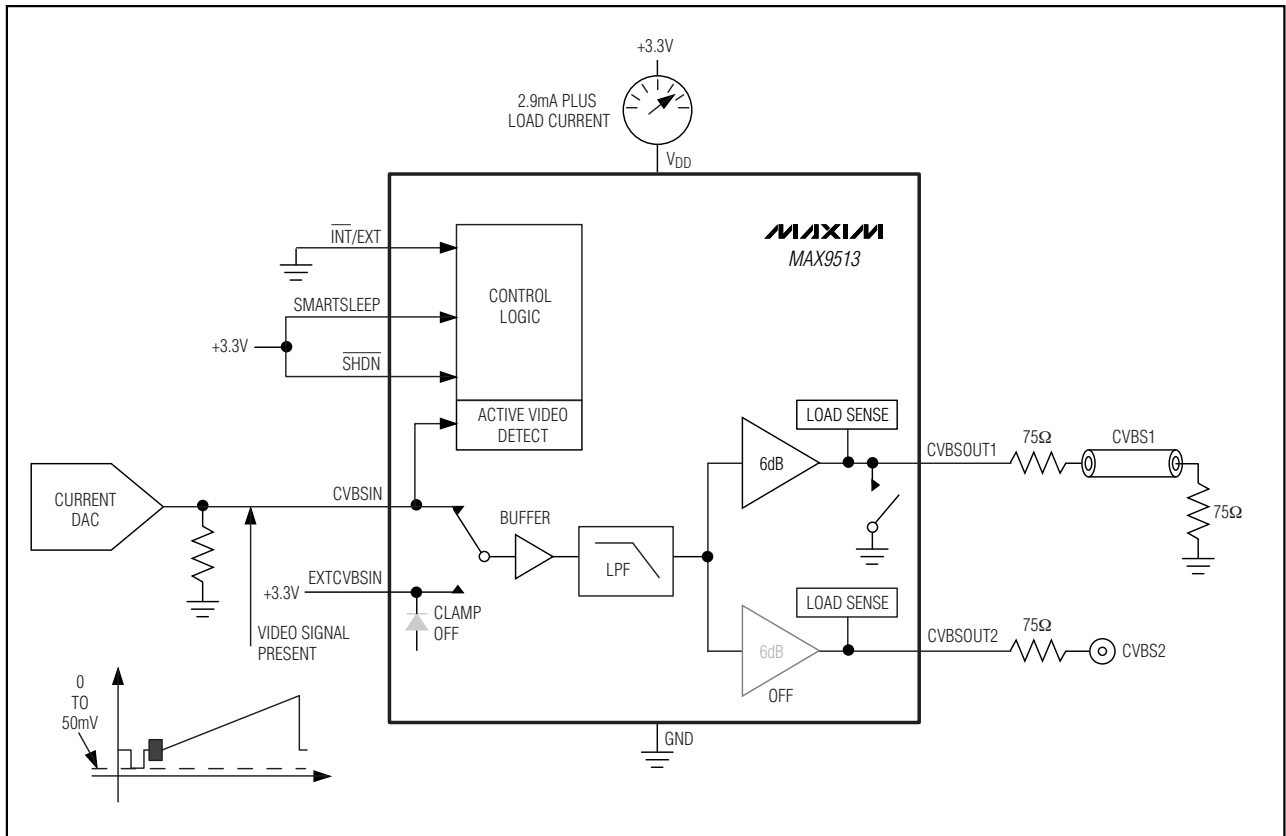 +3.3V
2.9mA PLUS
LOAD CURRENT
VDD
INT/EXT
MAXIM
MAX9513
CONTROL
LOGIC
SMARTSLEEP
+3.3V
SHDN
ACTIVE VIDEO
DETECT
LOAD SENSE
75Ω
CVBS1
CVBSOUT1
6dB
CURRENT
DAC
CVBSIN
75Ω
BUFFER
LPF
+3.3V
EXTCVBSIN
CLAMP
OFF
LOAD SENSE
VIDEO SIGNAL
PRESENT
75Ω
CVBSOUT2
CVBS2
6dB
OFF
0
TO
50mV
GND